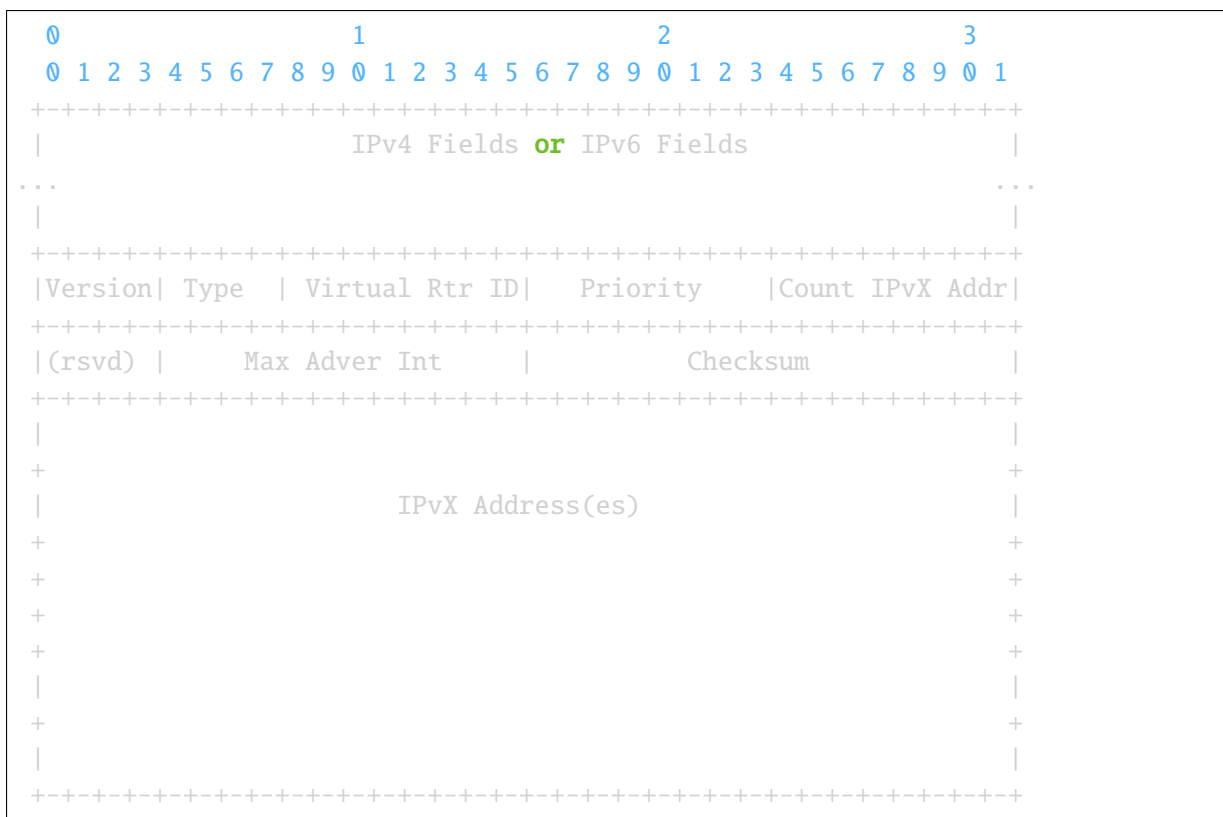 0                   1                   2                   3
 0 1 2 3 4 5 6 7 8 9 0 1 2 3 4 5 6 7 8 9 0 1 2 3 4 5 6 7 8 9 0 1
+-+-+-+-+-+-+-+-+-+-+-+-+-+-+-+-+-+-+-+-+-+-+-+-+-+-+-+-+-+-+-+-+
|                    IPv4 Fields or IPv6 Fields                 |
...                                                             ...
|                                                               |
+-+-+-+-+-+-+-+-+-+-+-+-+-+-+-+-+-+-+-+-+-+-+-+-+-+-+-+-+-+-+-+-+
|Version| Type  | Virtual Rtr ID|   Priority    |Count IPvX Addr|
+-+-+-+-+-+-+-+-+-+-+-+-+-+-+-+-+-+-+-+-+-+-+-+-+-+-+-+-+-+-+-+-+
|(rsvd) |     Max Adver Int     |          Checksum             |
+-+-+-+-+-+-+-+-+-+-+-+-+-+-+-+-+-+-+-+-+-+-+-+-+-+-+-+-+-+-+-+-+
|                                                               |
+                                                               +
|                       IPvX Address(es)                        |
+                                                               +
+                                                               +
+                                                               +
+                                                               +
|                                                               |
+                                                               +
|                                                               |
+-+-+-+-+-+-+-+-+-+-+-+-+-+-+-+-+-+-+-+-+-+-+-+-+-+-+-+-+-+-+-+-+